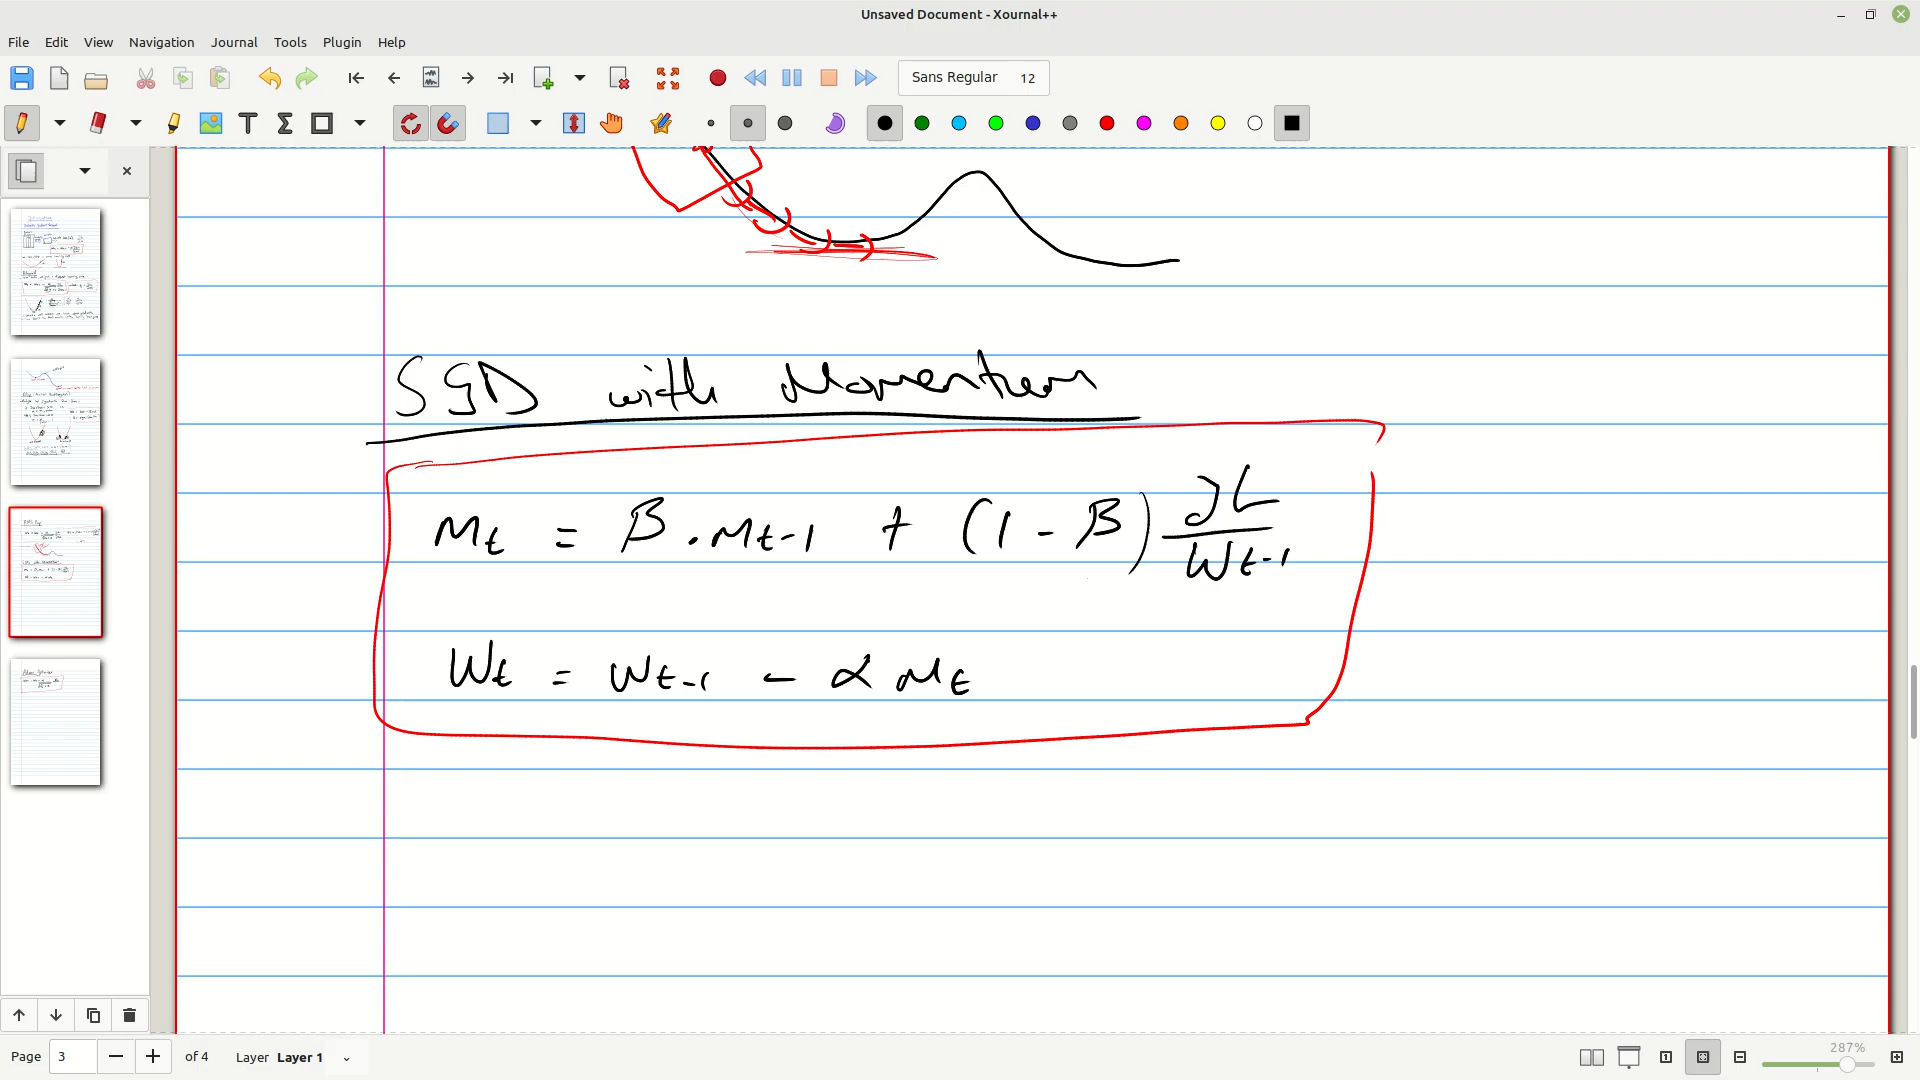 Unsaved Document - Xournal++
File Edit View Navigation Journal Tools Plugin Help
Sans Regular 12
SGD with Momentum
Mt = β . Mt-1 + (1 - β) ∂L / Wt-1
Wt = Wt-1 - α Mt
Page 3 of 4 Layer Layer 1 287%